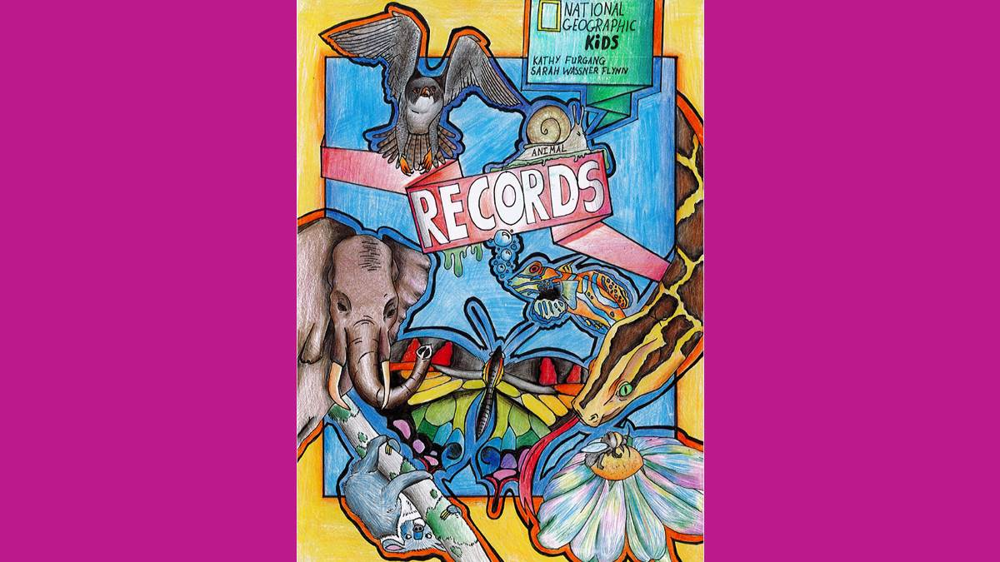 NATIONAL
GEOGRAPHIC
KiDS
KATHY FURGANG
SARAH WASSNER FLYNN
ANIMAL
RECORDS